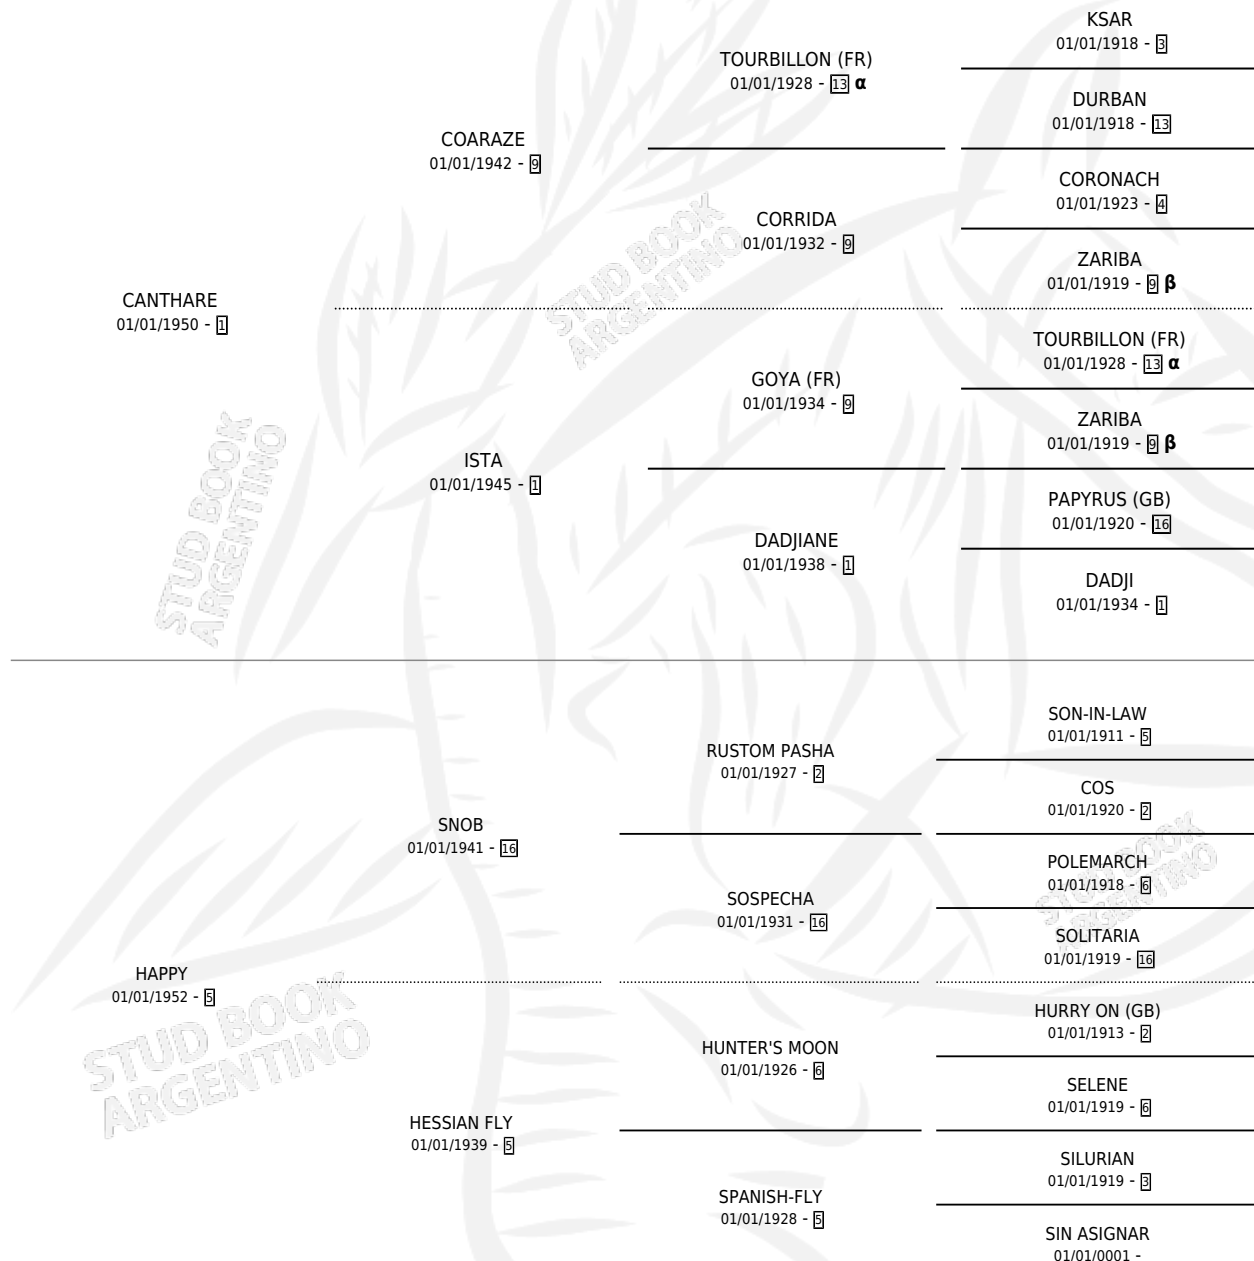 KSAR
01/01/1918 - 3
TOURBILLON (FR)
01/01/1928 - 13 α
DURBAN
01/01/1918 - 13
COARAZE
01/01/1942 - 9
CORONACH
01/01/1923 - 4
CORRIDA
01/01/1932 - 9
ZARIBA
01/01/1919 - 9 β
CANTHARE
01/01/1950 - 1
TOURBILLON (FR)
01/01/1928 - 13 α
GOYA (FR)
01/01/1934 - 9
ZARIBA
01/01/1919 - 9 β
ISTA
01/01/1945 - 1
PAPYRUS (GB)
01/01/1920 - 16
DADJIANE
01/01/1938 - 1
DADJI
01/01/1934 - 1
SON-IN-LAW
01/01/1911 - 5
RUSTOM PASHA
01/01/1927 - 2
COS
01/01/1920 - 2
SNOB
01/01/1941 - 16
POLEMARCH
01/01/1918 - 6
SOSPECHA
01/01/1931 - 16
SOLITARIA
01/01/1919 - 16
HAPPY
01/01/1952 - 5
HURRY ON (GB)
01/01/1913 - 2
HUNTER'S MOON
01/01/1926 - 6
SELENE
01/01/1919 - 6
HESSIAN FLY
01/01/1939 - 5
SILURIAN
01/01/1919 - 3
SPANISH-FLY
01/01/1928 - 5
SIN ASIGNAR
01/01/0001 -
STUD BOOK
ARGENTINO
STUD BOOK
ARGENTINO
STUD BOOK
ARGENTINO
STUD BOOK
ARGENTINO